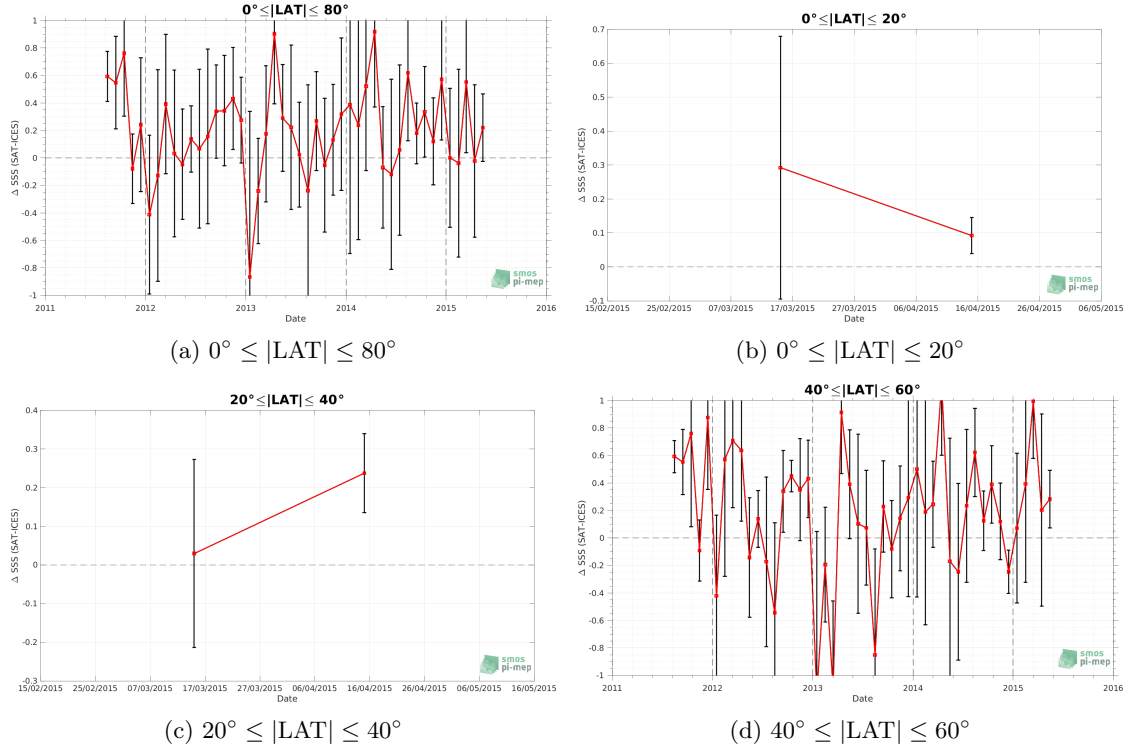 0°≤|LAT|≤ 80°
Δ SSS (SAT-ICES)
1
0.8
0.6
0.4
0.2
0
-0.2
-0.4
-0.6
-0.8
-1
2011 2012 2013 2014 2015 2016
Date
smos
pi-mep
(a) 0° ≤ |LAT| ≤ 80°
0°≤|LAT|≤ 20°
Δ SSS (SAT-ICES)
0.7
0.6
0.5
0.4
0.3
0.2
0.1
0
-0.1
15/02/2015 25/02/2015 07/03/2015 17/03/2015 27/03/2015 06/04/2015 16/04/2015 26/04/2015 06/05/2015
Date
smos
pi-mep
(b) 0° ≤ |LAT| ≤ 20°
20°≤|LAT|≤ 40°
Δ SSS (SAT-ICES)
0.4
0.3
0.2
0.1
0
-0.1
-0.2
-0.3
15/02/2015 25/02/2015 07/03/2015 17/03/2015 27/03/2015 06/04/2015 16/04/2015 26/04/2015 06/05/2015 16/05/2015
Date
smos
pi-mep
(c) 20° ≤ |LAT| ≤ 40°
40°≤|LAT|≤ 60°
Δ SSS (SAT-ICES)
1
0.8
0.6
0.4
0.2
0
-0.2
-0.4
-0.6
-0.8
-1
2011 2012 2013 2014 2015 2016
Date
smos
pi-mep
(d) 40° ≤ |LAT| ≤ 60°